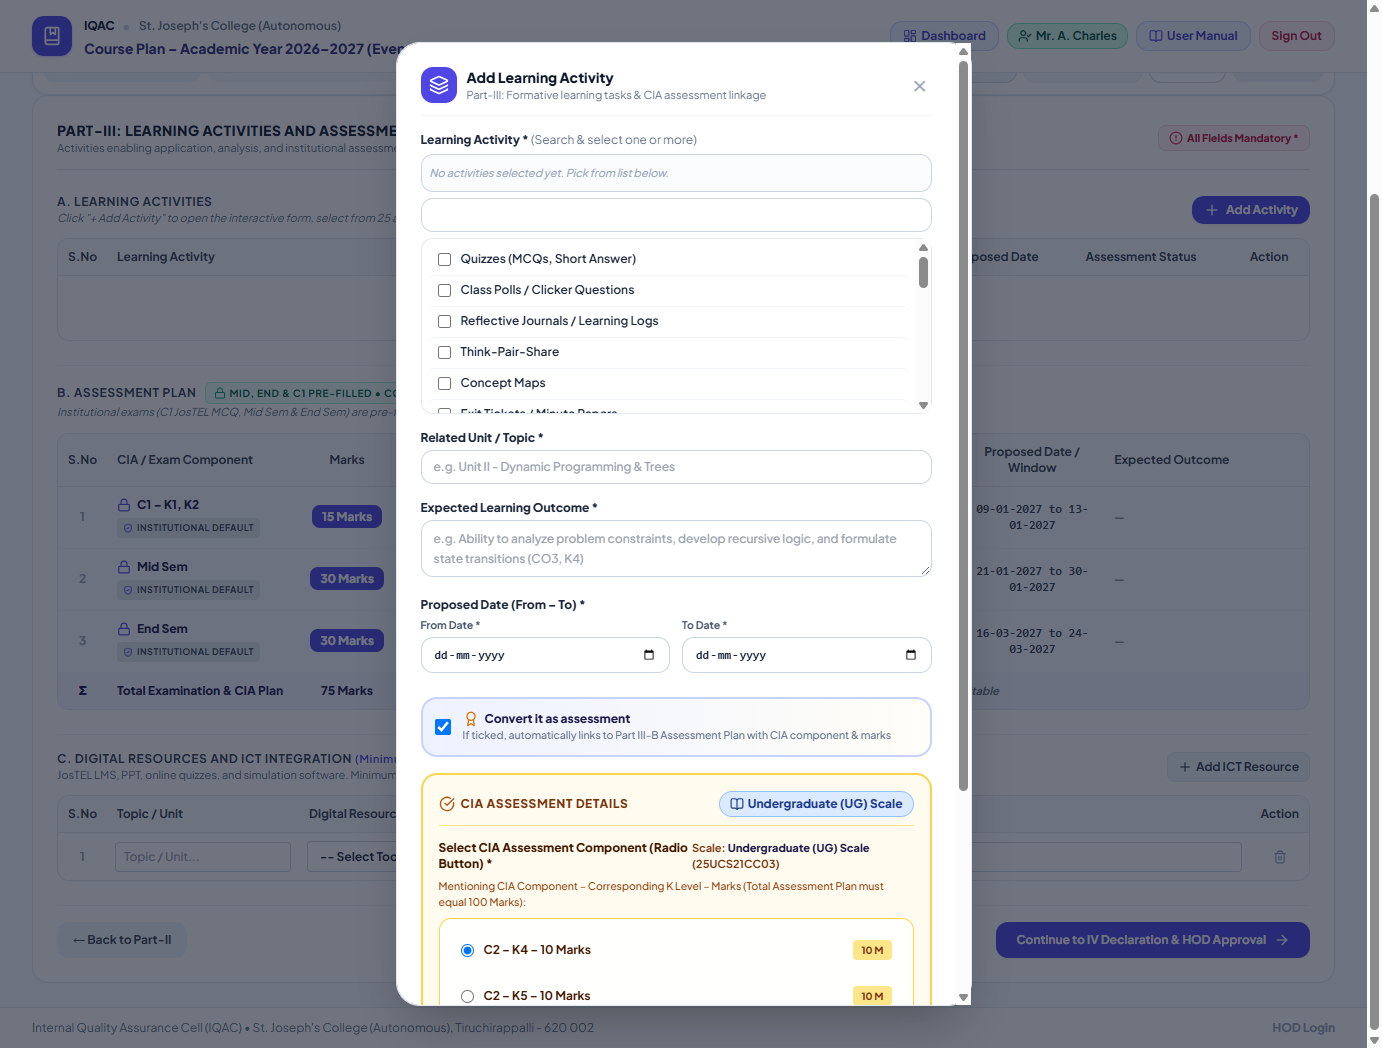 IQAC • St. Joseph's College (Autonomous)
Course Plan – Academic Year 2026–2027 (Even
Dashboard
Mr. A. Charles
User Manual
Sign Out
PART–III: LEARNING ACTIVITIES AND ASSESSME
Activities enabling application, analysis, and institutional assessm
All Fields Mandatory *
A. LEARNING ACTIVITIES
Click "+ Add Activity" to open the interactive form, select from 25 a
+ Add Activity
S.No Learning Activity posed Date Assessment Status Action
B. ASSESSMENT PLAN MID, END & C1 PRE-FILLED • CO
Institutional exams (C1 JosTEL MCQ, Mid Sem & End Sem) are pre-f
S.No CIA / Exam Component Marks Proposed Date / Window Expected Outcome
1 C1 – K1, K2 15 Marks 09-01-2027 to 13-01-2027 —
INSTITUTIONAL DEFAULT
2 Mid Sem 30 Marks 21-01-2027 to 30-01-2027 —
INSTITUTIONAL DEFAULT
3 End Sem 30 Marks 16-03-2027 to 24-03-2027 —
INSTITUTIONAL DEFAULT
Σ Total Examination & CIA Plan 75 Marks table
C. DIGITAL RESOURCES AND ICT INTEGRATION (Minimu
JosTEL LMS, PPT, online quizzes, and simulation software. Minimum
+ Add ICT Resource
S.No Topic / Unit Digital Resourc Action
1 Topic / Unit... -- Select Too
← Back to Part-II
Continue to IV Declaration & HOD Approval →
Internal Quality Assurance Cell (IQAC) • St. Joseph's College (Autonomous), Tiruchirappalli - 620 002
HOD Login
Add Learning Activity
Part-III: Formative learning tasks & CIA assessment linkage
Learning Activity * (Search & select one or more)
No activities selected yet. Pick from list below.
Quizzes (MCQs, Short Answer)
Class Polls / Clicker Questions
Reflective Journals / Learning Logs
Think-Pair-Share
Concept Maps
Exit Tickets / Minute Papers
Related Unit / Topic *
e.g. Unit II - Dynamic Programming & Trees
Expected Learning Outcome *
e.g. Ability to analyze problem constraints, develop recursive logic, and formulate
state transitions (CO3, K4)
Proposed Date (From – To) *
From Date * To Date *
dd-mm-yyyy dd-mm-yyyy
Convert it as assessment
If ticked, automatically links to Part III-B Assessment Plan with CIA component & marks
CIA ASSESSMENT DETAILS
Undergraduate (UG) Scale
Select CIA Assessment Component (Radio
Button) *
Scale: Undergraduate (UG) Scale
(25UCS21CC03)
Mentioning CIA Component – Corresponding K Level – Marks (Total Assessment Plan must
equal 100 Marks):
C2 – K4 – 10 Marks 10 M
C2 – K5 – 10 Marks 10 M